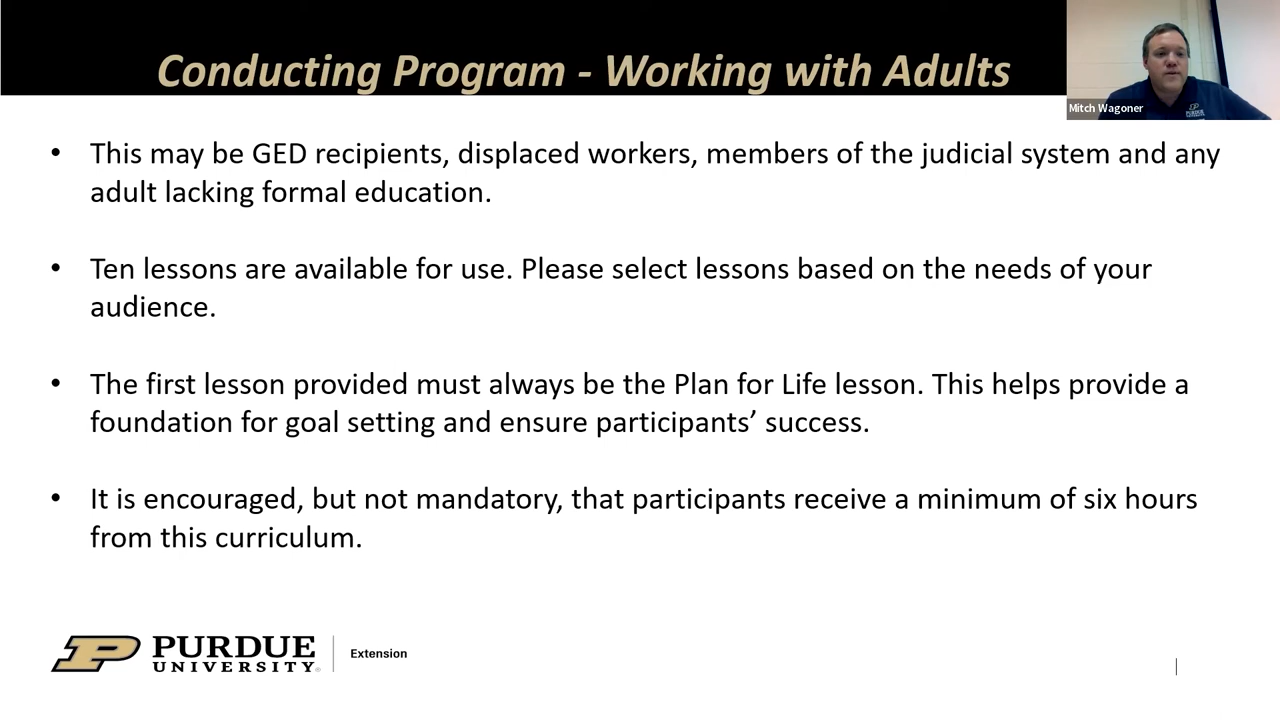 Conducting Program - Working with Adults
Mitch Wagoner
• This may be GED recipients, displaced workers, members of the judicial system and any
adult lacking formal education.
• Ten lessons are available for use. Please select lessons based on the needs of your
audience.
• The first lesson provided must always be the Plan for Life lesson. This helps provide a
foundation for goal setting and ensure participants’ success.
• It is encouraged, but not mandatory, that participants receive a minimum of six hours
from this curriculum.
PURDUE
UNIVERSITY®
Extension